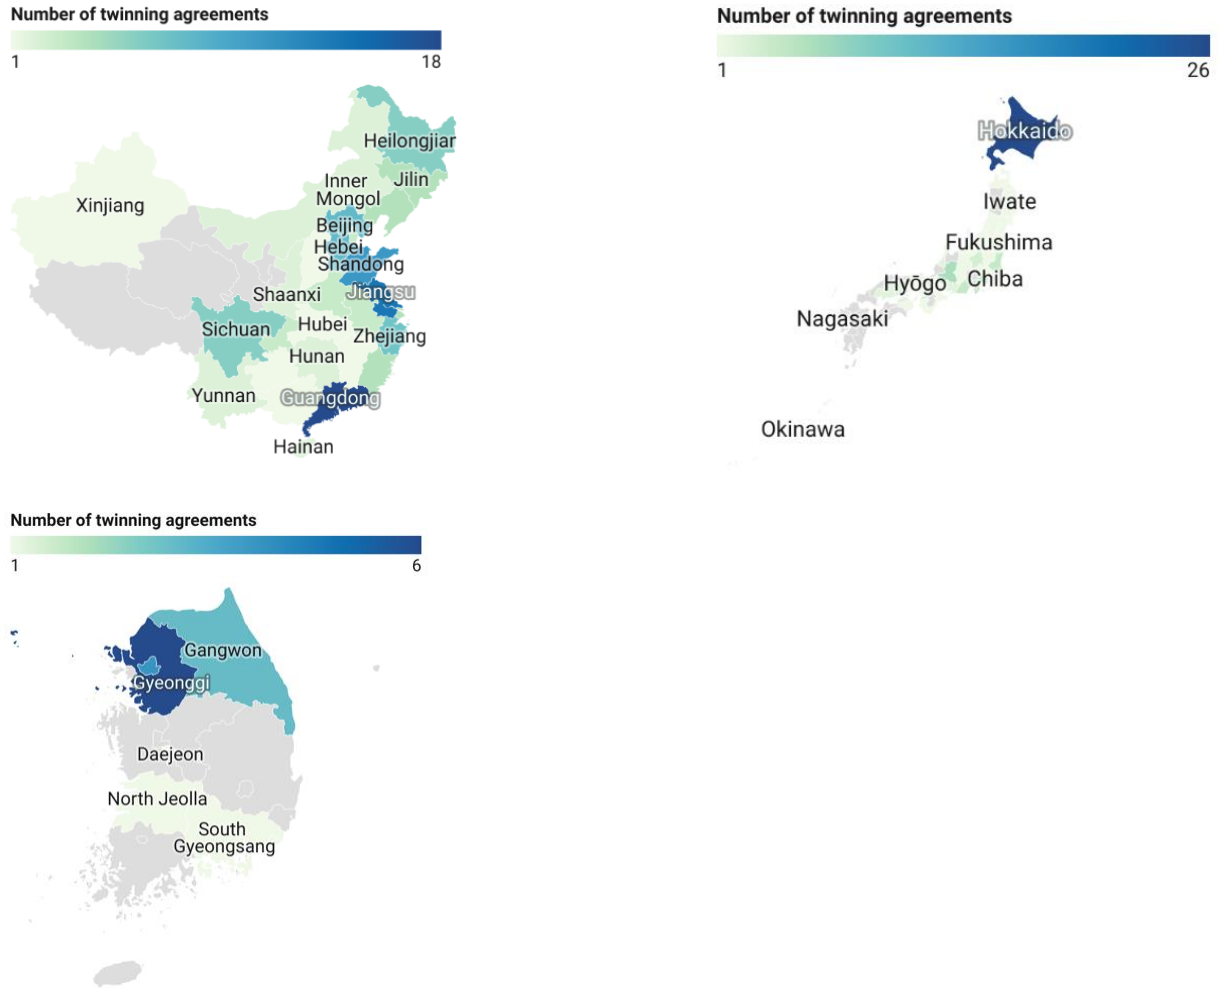 Number of twinning agreements
1 18
Heilongjian
Jilin
Inner
Mongol
Xinjiang
Beijing
Hebei
Shandong
Shaanxi
Jiangsu
Sichuan
Hubei
Zhejiang
Hunan
Yunnan
Guangdong
Hainan
Number of twinning agreements
1 26
Hokkaido
Iwate
Fukushima
Hyōgo
Chiba
Nagasaki
Okinawa
Number of twinning agreements
1 6
Gangwon
Gyeonggi
Daejeon
North Jeolla
South
Gyeongsang